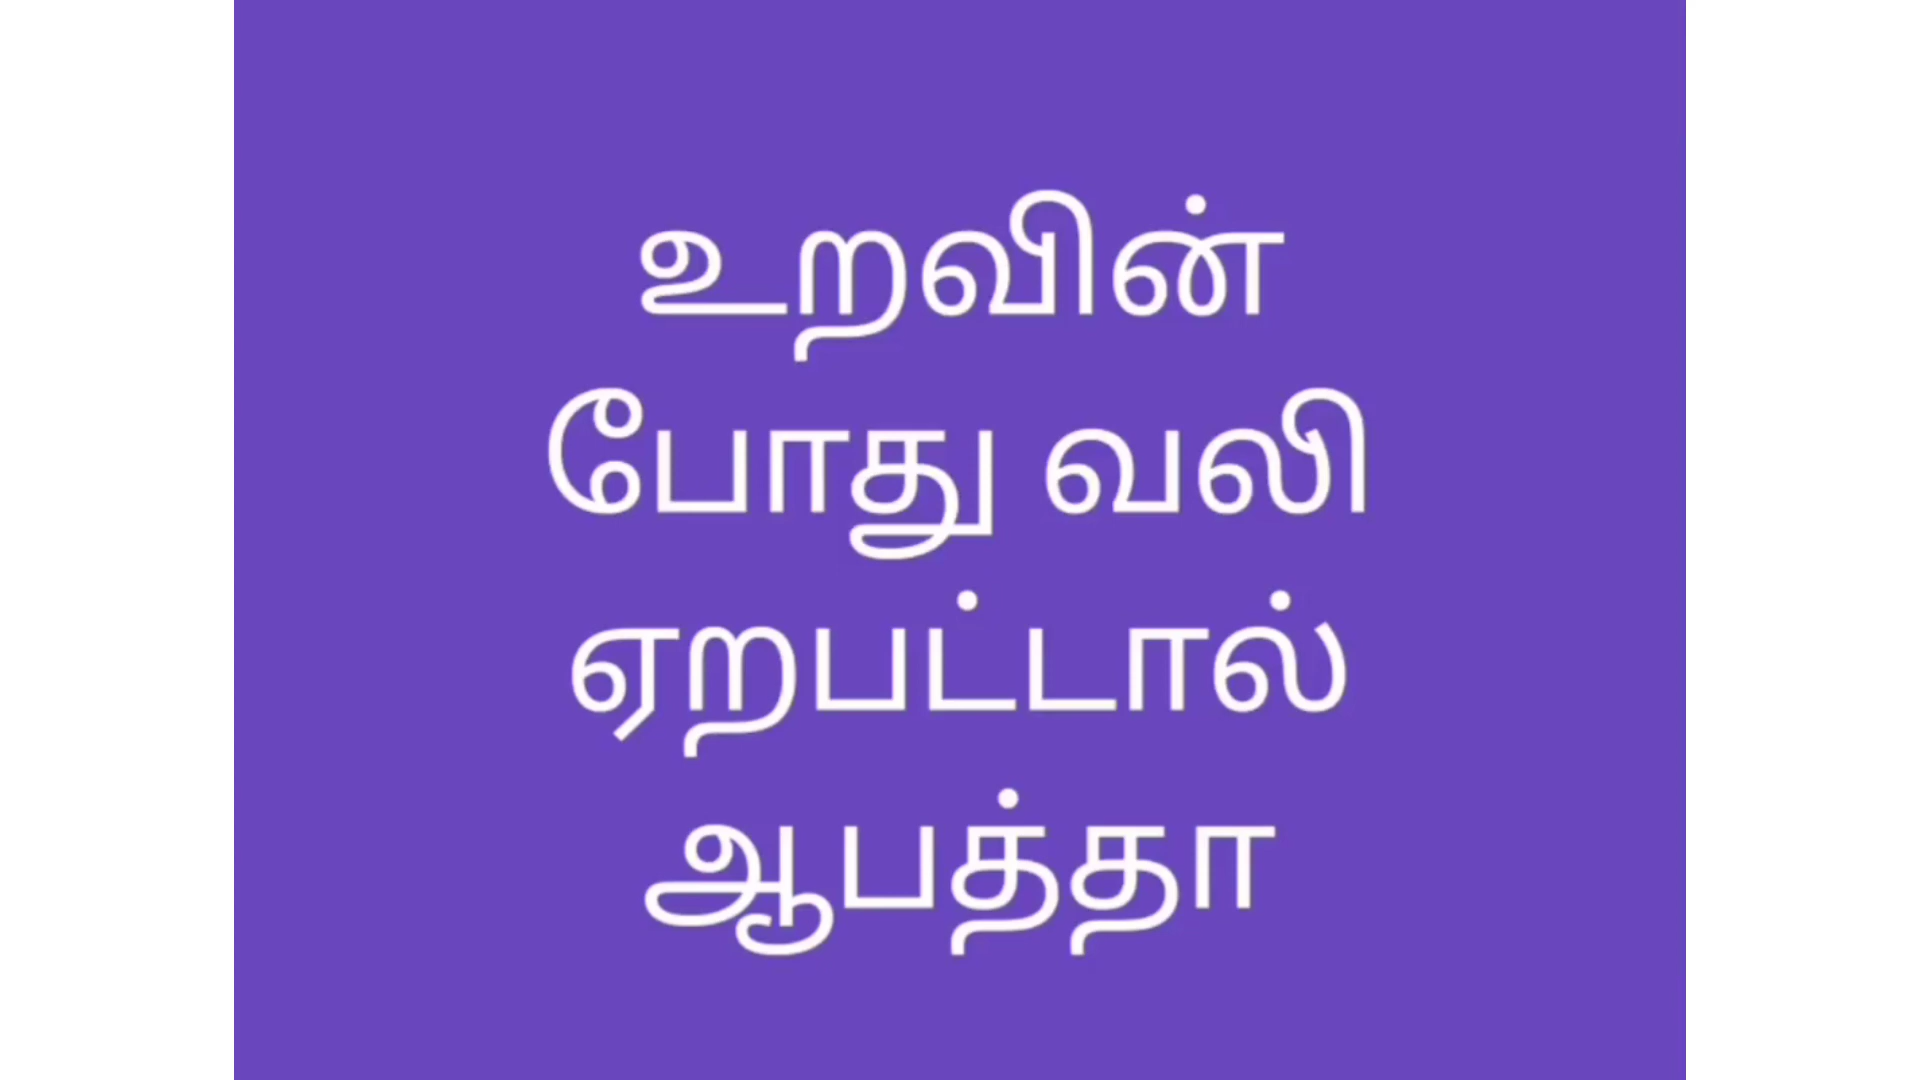 உறவின்
போது வலி
ஏறபட்டால்
ஆபத்தா